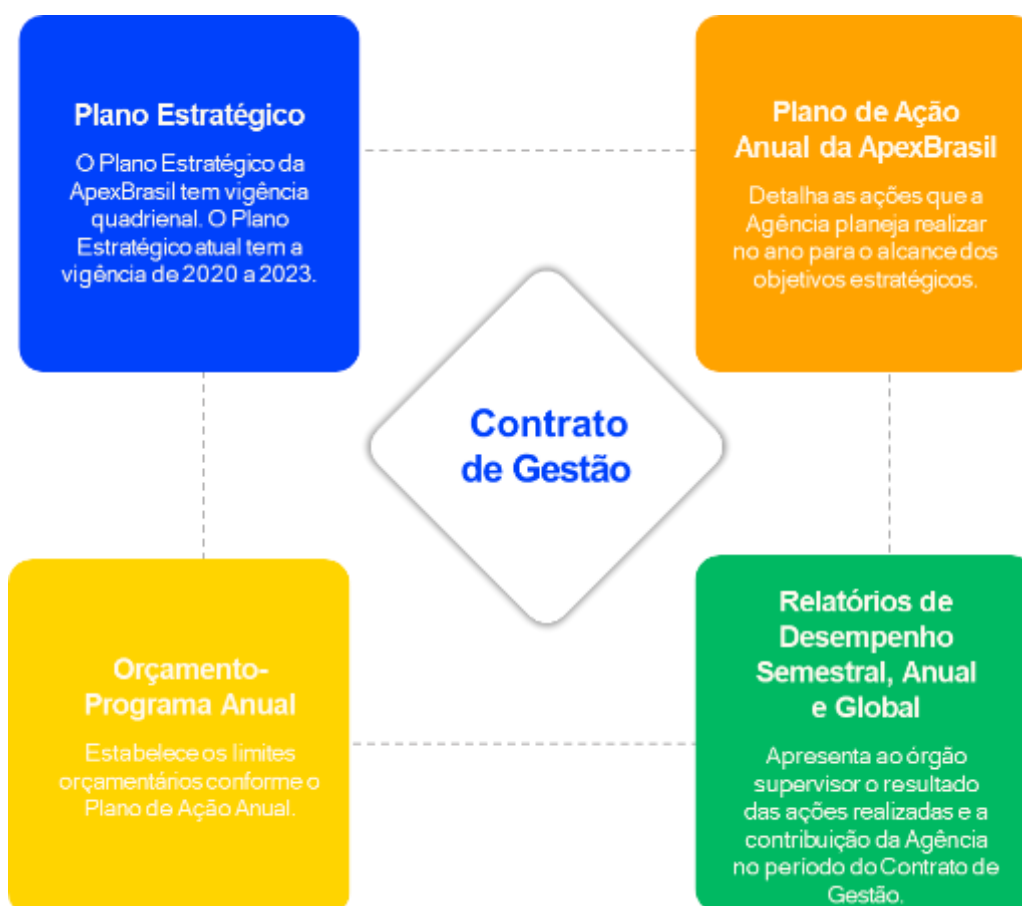 Plano Estratégico
O Plano Estratégico da
ApexBrasil tem vigência
quadrienal. O Plano
Estratégico atual tem a
vigência de 2020 a 2023.
Plano de Ação
Anual da ApexBrasil
Detalha as ações que a
Agência planeja realizar
no ano para o alcance dos
objetivos estratégicos.
Contrato
de Gestão
Orçamento-
Programa Anual
Estabelece os limites
orçamentários conforme o
Plano de Ação Anual.
Relatórios de
Desempenho
Semestral, Anual
e Global
Apresenta ao órgão
supervisor o resultado
das ações realizadas e a
contribuição da Agência
no período do Contrato de
Gestão.